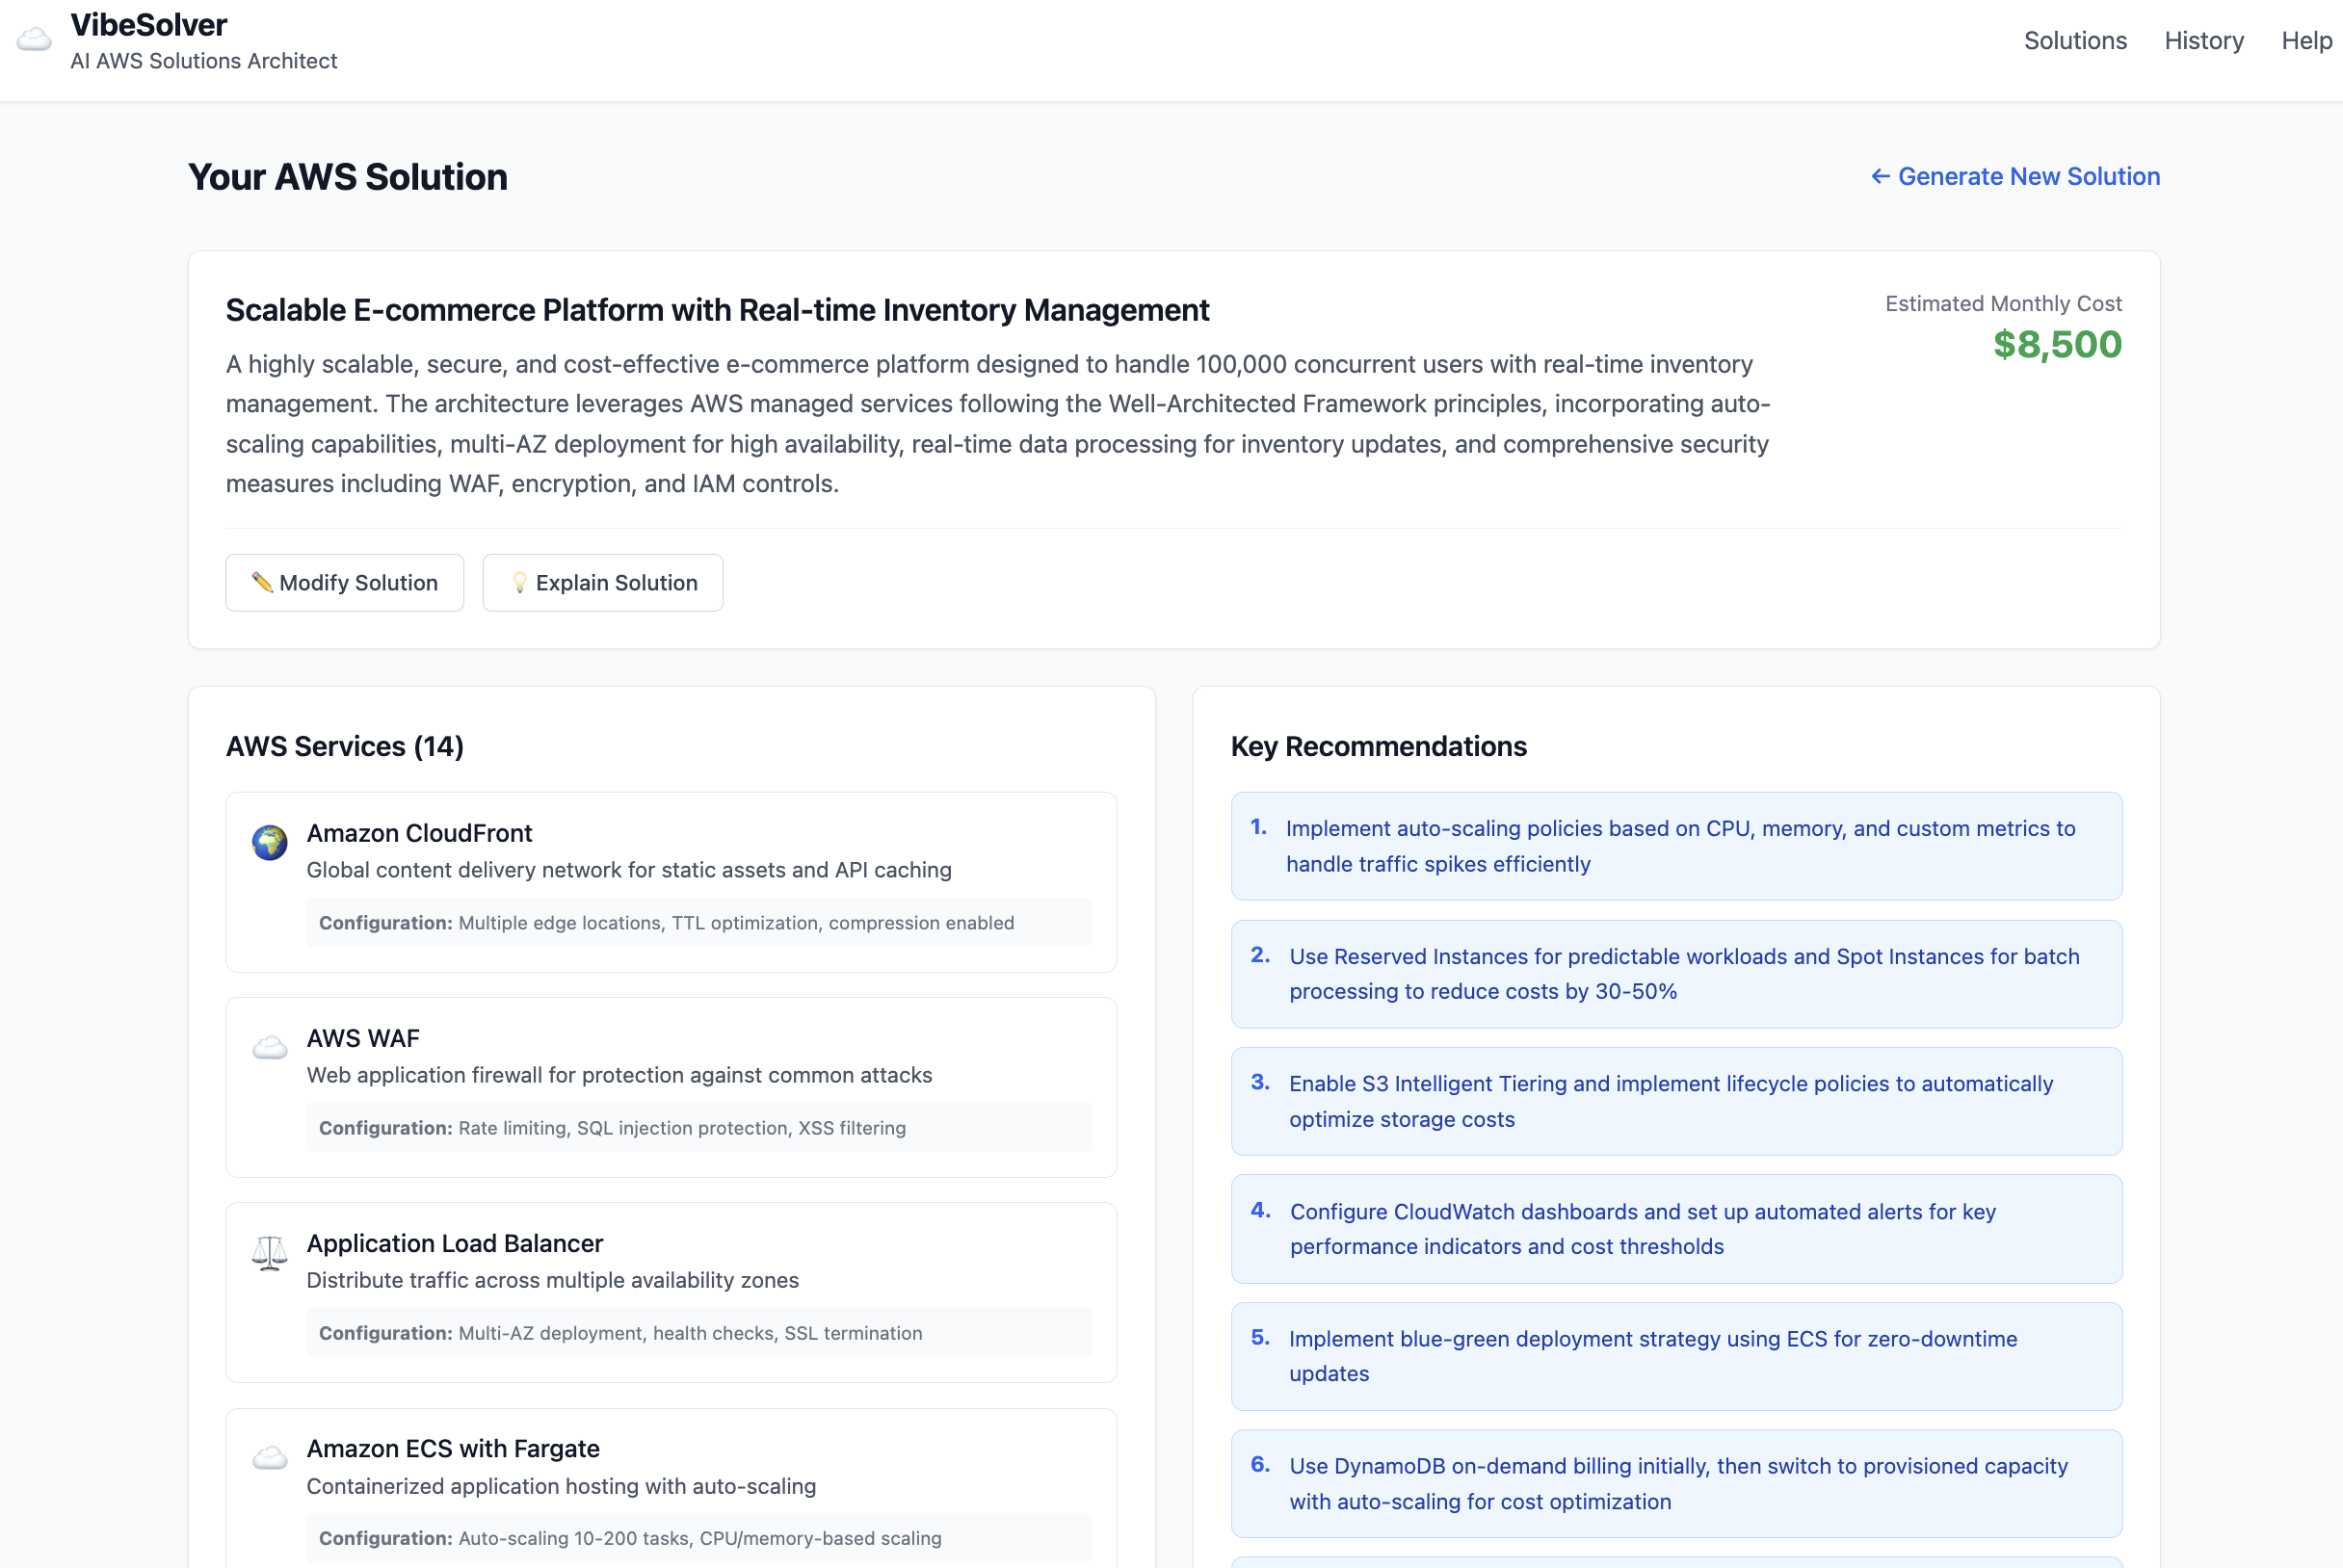 VibeSolver
AI AWS Solutions Architect
Solutions
History
Help
Your AWS Solution
← Generate New Solution
Scalable E-commerce Platform with Real-time Inventory Management
A highly scalable, secure, and cost-effective e-commerce platform designed to handle 100,000 concurrent users with real-time inventory
management. The architecture leverages AWS managed services following the Well-Architected Framework principles, incorporating auto-
scaling capabilities, multi-AZ deployment for high availability, real-time data processing for inventory updates, and comprehensive security
measures including WAF, encryption, and IAM controls.
Estimated Monthly Cost
$8,500
Modify Solution
Explain Solution
AWS Services (14)
Amazon CloudFront
Global content delivery network for static assets and API caching
Configuration: Multiple edge locations, TTL optimization, compression enabled
AWS WAF
Web application firewall for protection against common attacks
Configuration: Rate limiting, SQL injection protection, XSS filtering
Application Load Balancer
Distribute traffic across multiple availability zones
Configuration: Multi-AZ deployment, health checks, SSL termination
Amazon ECS with Fargate
Containerized application hosting with auto-scaling
Configuration: Auto-scaling 10-200 tasks, CPU/memory-based scaling
Key Recommendations
1. Implement auto-scaling policies based on CPU, memory, and custom metrics to
handle traffic spikes efficiently
2. Use Reserved Instances for predictable workloads and Spot Instances for batch
processing to reduce costs by 30-50%
3. Enable S3 Intelligent Tiering and implement lifecycle policies to automatically
optimize storage costs
4. Configure CloudWatch dashboards and set up automated alerts for key
performance indicators and cost thresholds
5. Implement blue-green deployment strategy using ECS for zero-downtime
updates
6. Use DynamoDB on-demand billing initially, then switch to provisioned capacity
with auto-scaling for cost optimization